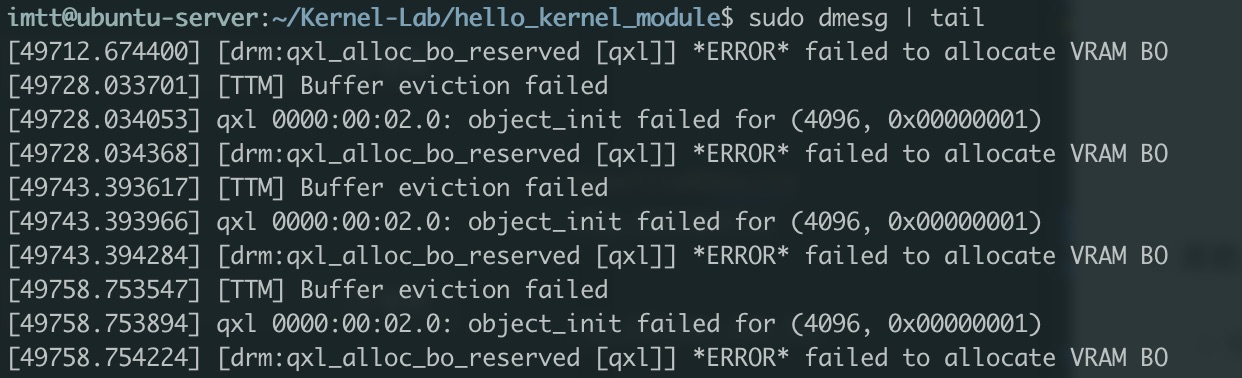 imtt@ubuntu-server:~/Kernel-Lab/hello_kernel_module$ sudo dmesg | tail
[49712.674400] [drm:qxl_alloc_bo_reserved [qxl]] *ERROR* failed to allocate VRAM BO
[49728.033701] [TTM] Buffer eviction failed
[49728.034053] qxl 0000:00:02.0: object_init failed for (4096, 0x00000001)
[49728.034368] [drm:qxl_alloc_bo_reserved [qxl]] *ERROR* failed to allocate VRAM BO
[49743.393617] [TTM] Buffer eviction failed
[49743.393966] qxl 0000:00:02.0: object_init failed for (4096, 0x00000001)
[49743.394284] [drm:qxl_alloc_bo_reserved [qxl]] *ERROR* failed to allocate VRAM BO
[49758.753547] [TTM] Buffer eviction failed
[49758.753894] qxl 0000:00:02.0: object_init failed for (4096, 0x00000001)
[49758.754224] [drm:qxl_alloc_bo_reserved [qxl]] *ERROR* failed to allocate VRAM BO